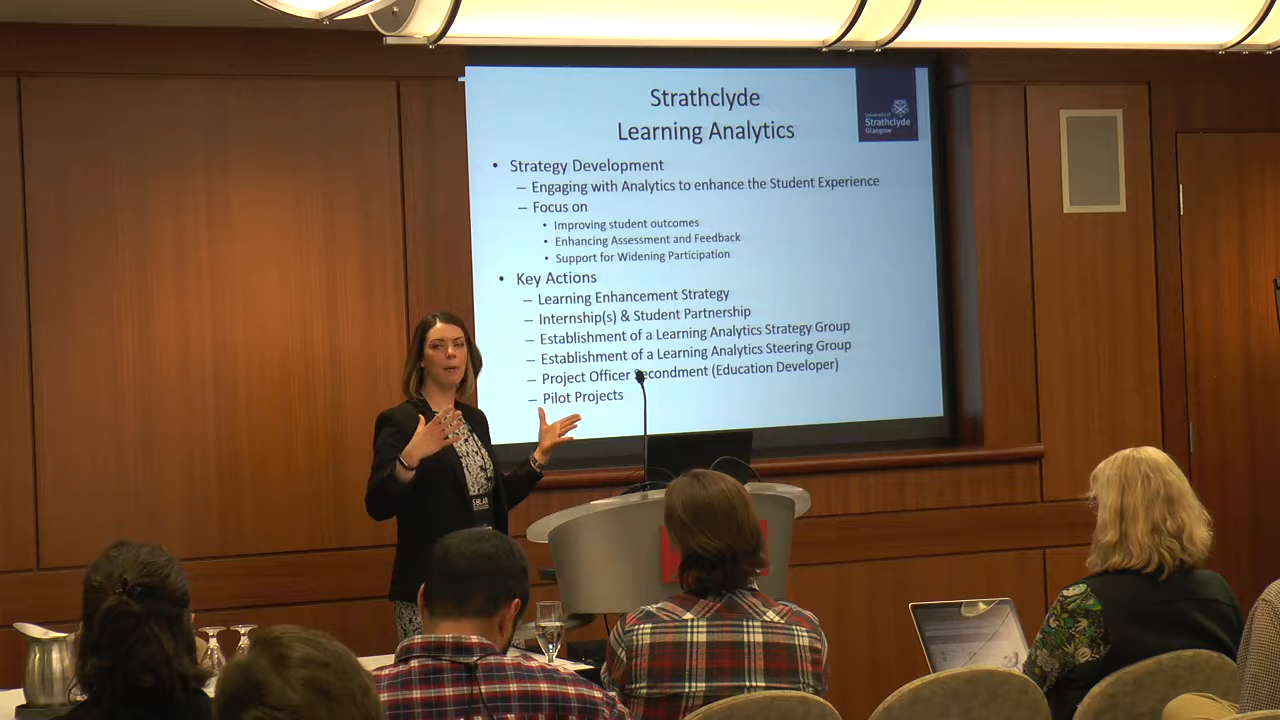 Strathclyde
Learning Analytics
University of
Strathclyde
Glasgow
• Strategy Development
– Engaging with Analytics to enhance the Student Experience
– Focus on
• Improving student outcomes
• Enhancing Assessment and Feedback
• Support for Widening Participation
• Key Actions
– Learning Enhancement Strategy
– Internship(s) & Student Partnership
– Establishment of a Learning Analytics Strategy Group
– Establishment of a Learning Analytics Steering Group
– Project Officer Secondment (Education Developer)
– Pilot Projects